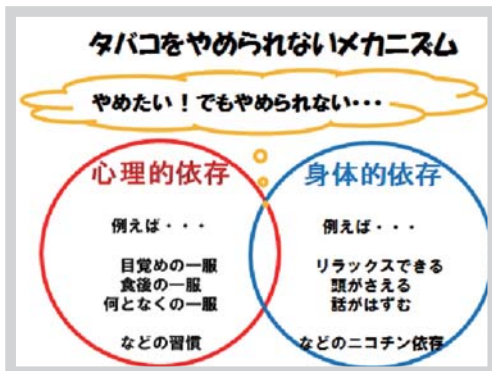 タバコをやめられないメカニズム
やめたい！でもやめられない・・・
心理的依存
例えば・・・
目覚めの一服
食後の一服
何となくの一服
などの習慣
身体的依存
例えば・・・
リラックスできる
頭がさえる
話がはずむ
などのニコチン依存